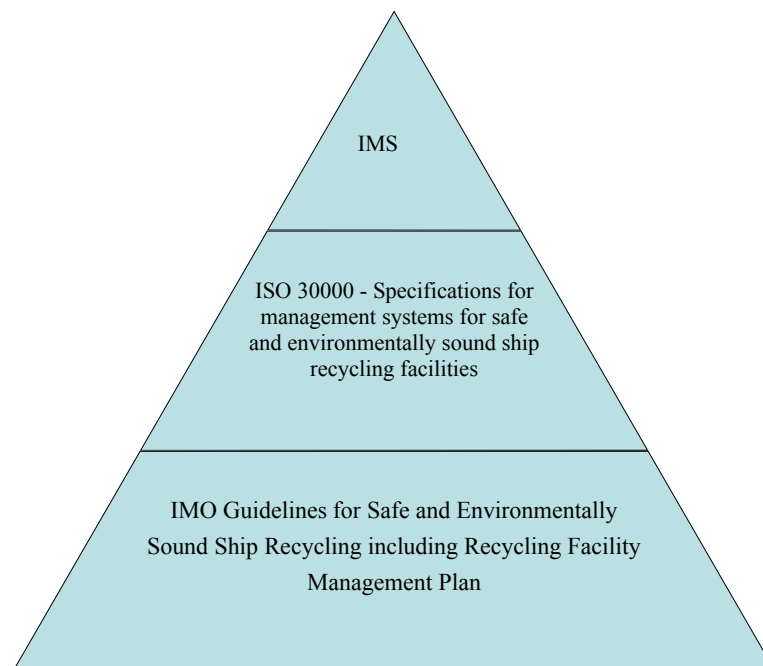 IMS
ISO 30000 - Specifications for
management systems for safe
and environmentally sound ship
recycling facilities
IMO Guidelines for Safe and Environmentally
Sound Ship Recycling including Recycling Facility
Management Plan